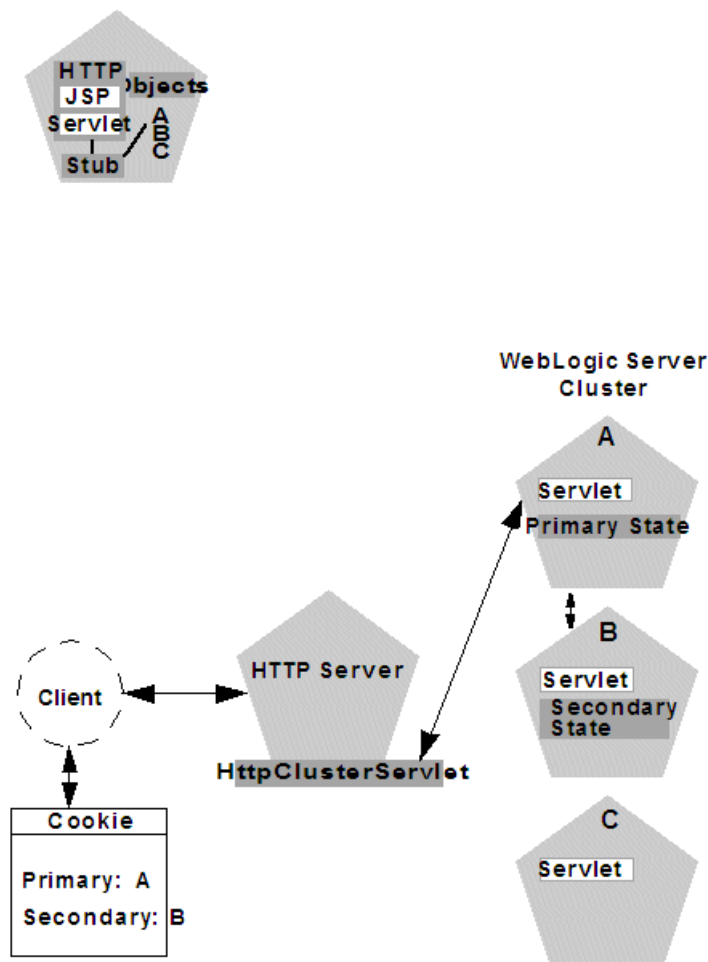 HTTP
Objects
JSP
Servlet
A
B
C
Stub
WebLogic Server
Cluster
A
Servlet
Primary State
B
Servlet
Secondary
State
HTTP Server
Client
HttpClusterServlet
Cookie
Primary: A
Secondary: B
C
Servlet